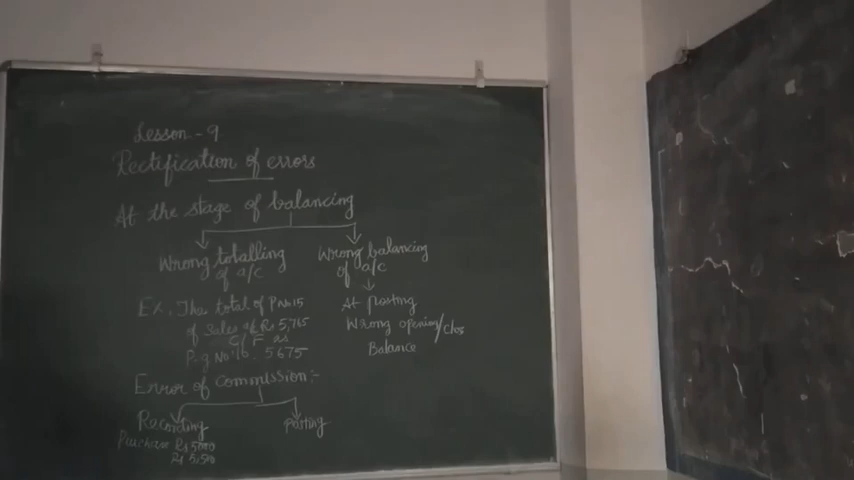 Lesson - 9
Rectification of errors
At the stage of balancing
Wrong totalling
of a/c
Wrong balancing
of a/c
Ex, The total of P No 15
of Sales Rs 5,765
C/F as
P.g No 16. 5675
At posting
Wrong opening/clos
Balance
Error of commission:-
Recording
Purchase Rs 5000
Rs
Posting